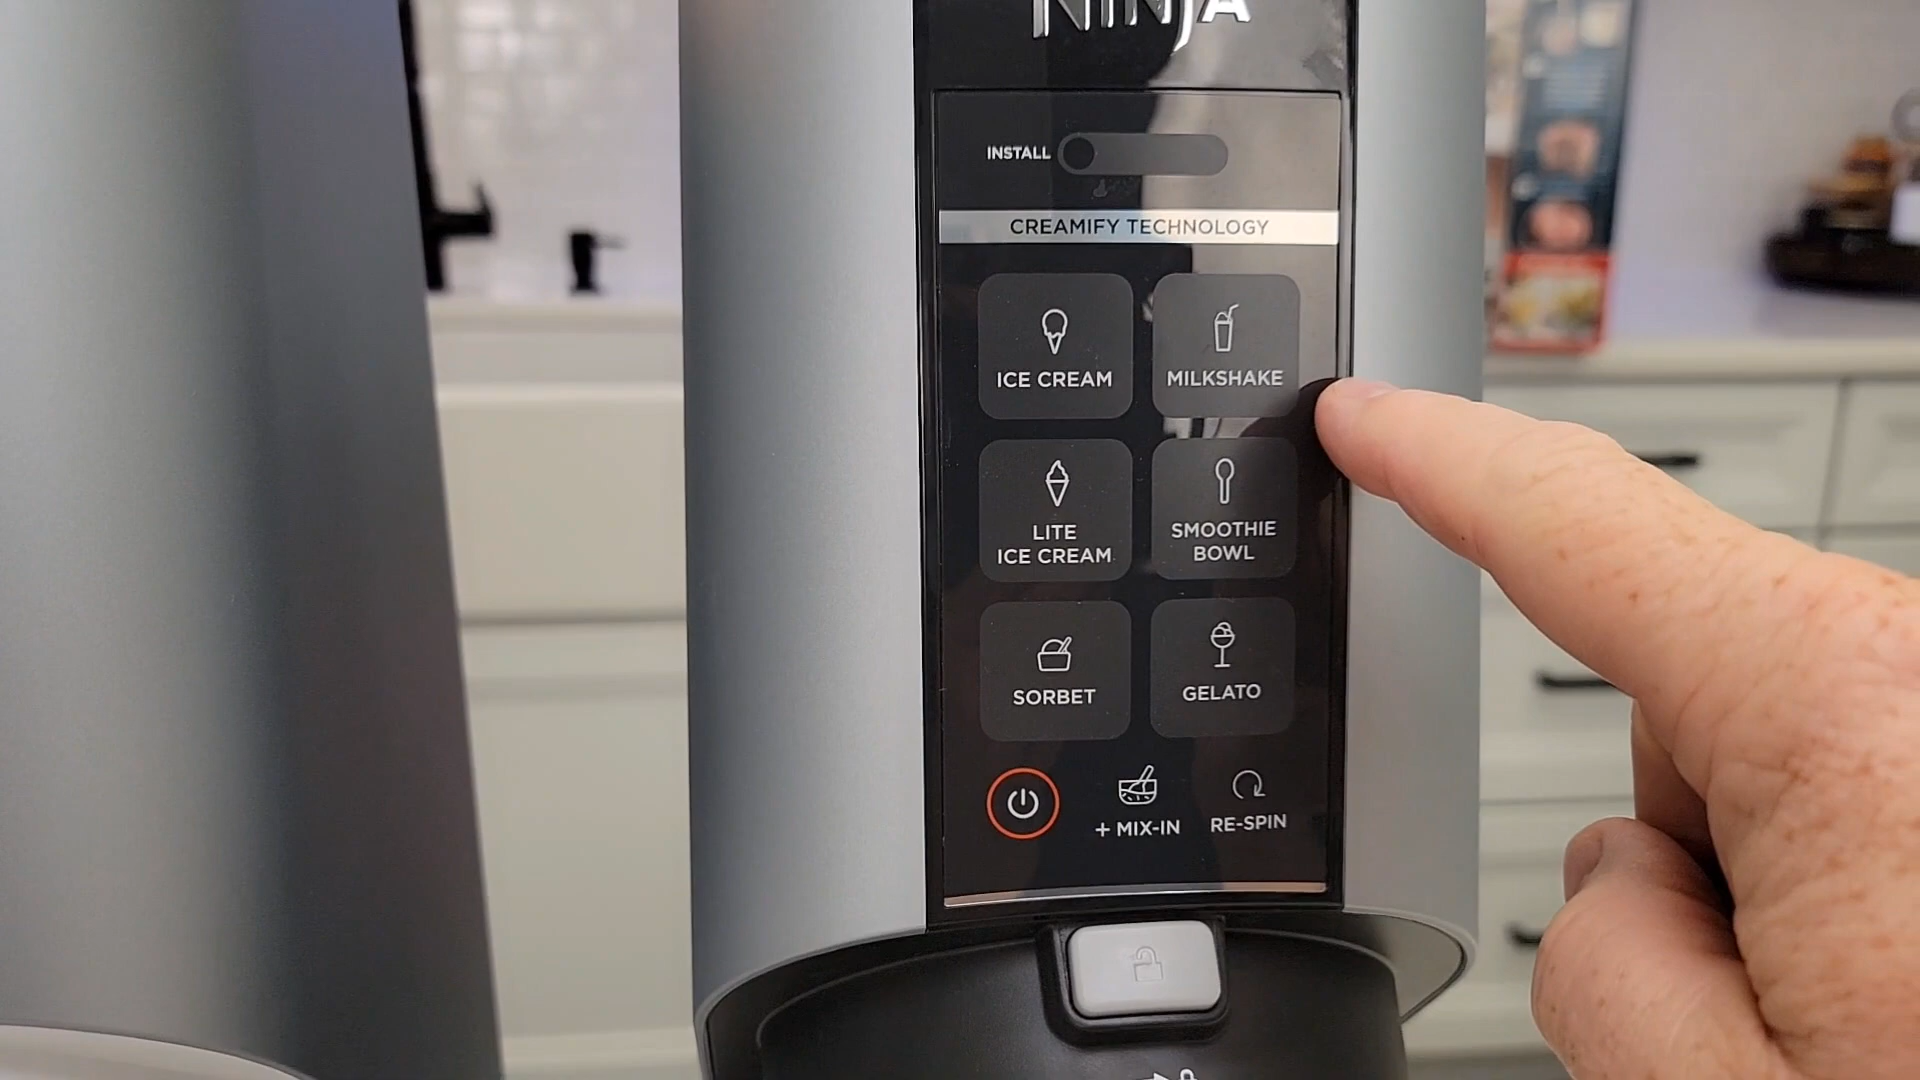 NINJA
INSTALL
CREAMIFY TECHNOLOGY
ICE CREAM
MILKSHAKE
LITE
ICE CREAM
SMOOTHIE
BOWL
SORBET
GELATO
+ MIX-IN
RE-SPIN